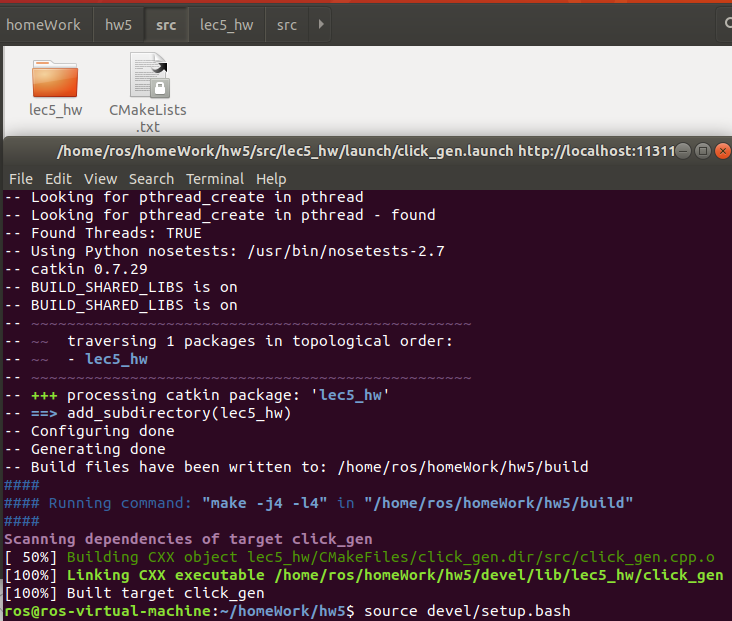 homeWork hw5 src lec5_hw src
lec5_hw
CMakeLists
.txt
/home/ros/homeWork/hw5/src/lec5_hw/launch/click_gen.launch http://localhost:11311
File Edit View Search Terminal Help
-- Looking for pthread_create in pthread
-- Looking for pthread_create in pthread - found
-- Found Threads: TRUE
-- Using Python nosetests: /usr/bin/nosetests-2.7
-- catkin 0.7.29
-- BUILD_SHARED_LIBS is on
-- BUILD_SHARED_LIBS is on
-- ~~~~~~~~~~~~~~~~~~~~~~~~~~~~~~~~~~~~~~~~~~~~~~~~~
-- ~~  traversing 1 packages in topological order:
-- ~~  - lec5_hw
-- ~~~~~~~~~~~~~~~~~~~~~~~~~~~~~~~~~~~~~~~~~~~~~~~~~
-- +++ processing catkin package: 'lec5_hw'
-- ==> add_subdirectory(lec5_hw)
-- Configuring done
-- Generating done
-- Build files have been written to: /home/ros/homeWork/hw5/build
####
#### Running command: "make -j4 -l4" in "/home/ros/homeWork/hw5/build"
####
Scanning dependencies of target click_gen
[ 50%] Building CXX object lec5_hw/CMakeFiles/click_gen.dir/src/click_gen.cpp.o
[100%] Linking CXX executable /home/ros/homeWork/hw5/devel/lib/lec5_hw/click_gen
[100%] Built target click_gen
ros@ros-virtual-machine:~/homeWork/hw5$ source devel/setup.bash